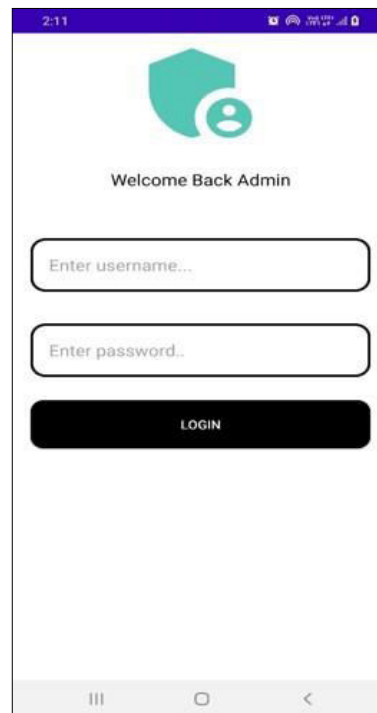 2:11
Welcome Back Admin
Enter username...
Enter password..
LOGIN